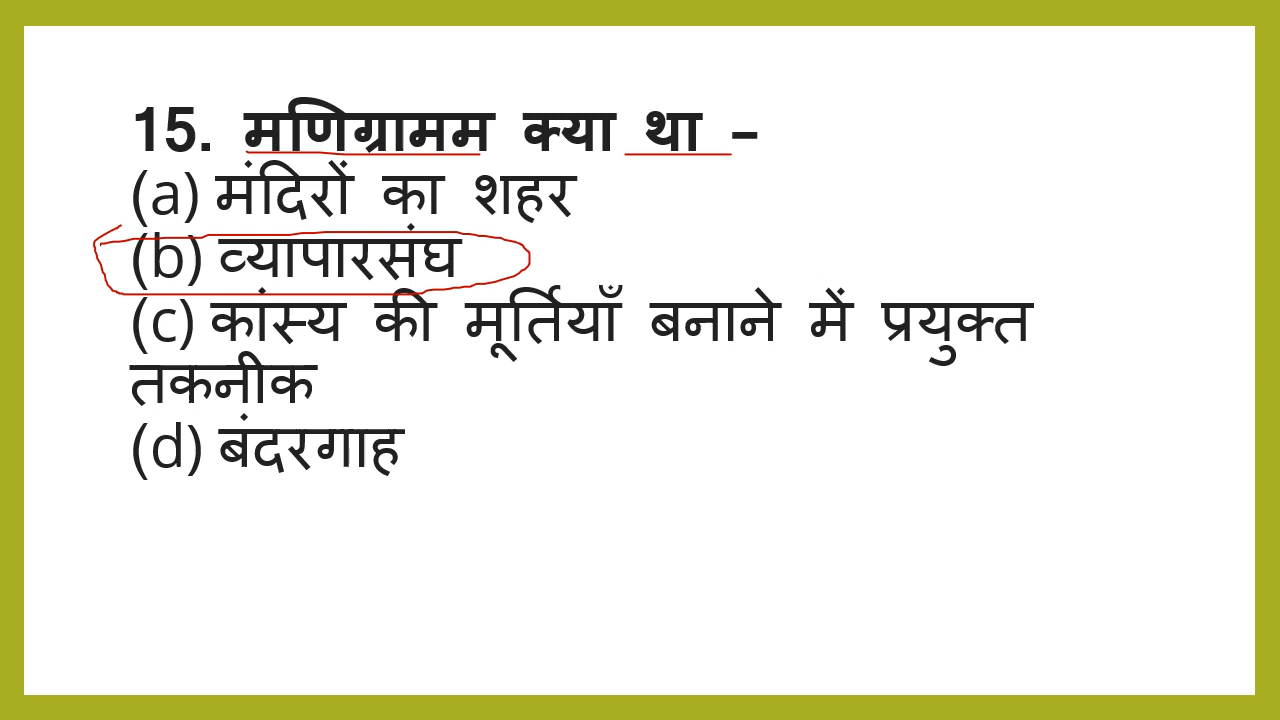 15. मणिग्रामम क्या था –
(a) मंदिरों का शहर
(b) व्यापारसंघ
(c) कांस्य की मूर्तियाँ बनाने में प्रयुक्त
तकनीक
(d) बंदरगाह